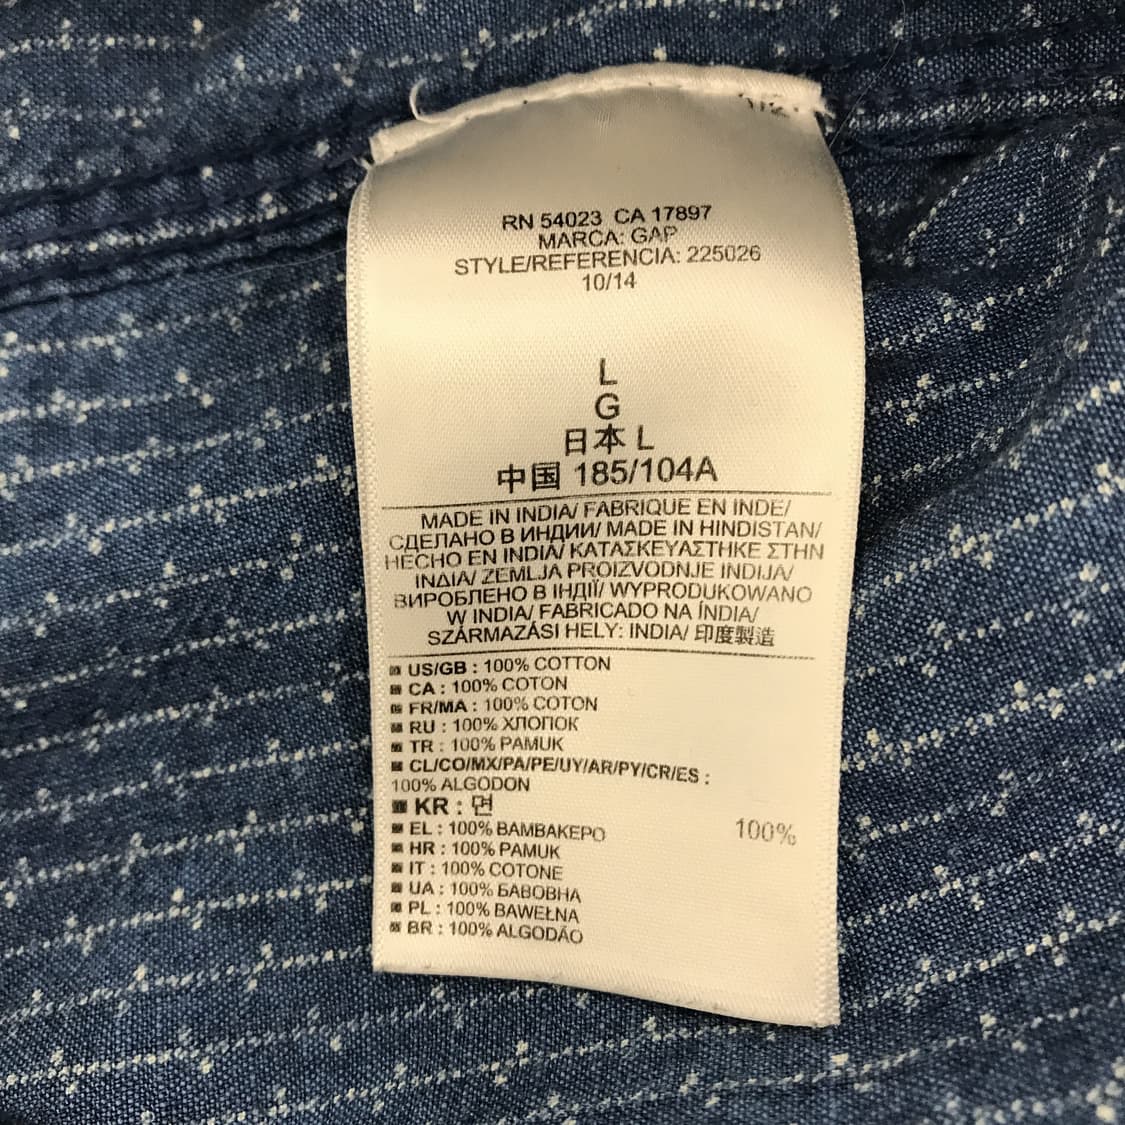 RN 54023 CA 17897
MARCA: GAP
STYLE/REFERENCIA: 225026
10/14
L
G
日本 L
中国 185/104A
MADE IN INDIA/ FABRIQUE EN INDE/
СДЕЛАНО В ИНДИИ/ MADE IN HINDISTAN/
HECHO EN INDIA/ ΚΑΤΑΣΚΕΥΑΣΤΗΚΕ ΣΤΗΝ
ΙΝΔΙΑ/ ZEMLJA PROIZVODNJE INDIJA/
ВИРОБЛЕНО В ІНДІЇ/ WYPRODUKOWANO
W INDIA/ FABRICADO NA ÍNDIA/
SZÁRMAZÁSI HELY: INDIA/ 印度製造
US/GB : 100% COTTON
CA : 100% COTON
FR/MA : 100% COTON
RU : 100% ХЛОПОК
TR : 100% PAMUK
CL/CO/MX/PA/PE/UY/AR/PY/CR/ES :
100% ALGODON
KR : 면 100%
EL : 100% ΒΑΜΒΑΚΕΡΟ
HR : 100% PAMUK
IT : 100% COTONE
UA : 100% БАВОВНА
PL : 100% BAWEŁNA
BR : 100% ALGODÃO